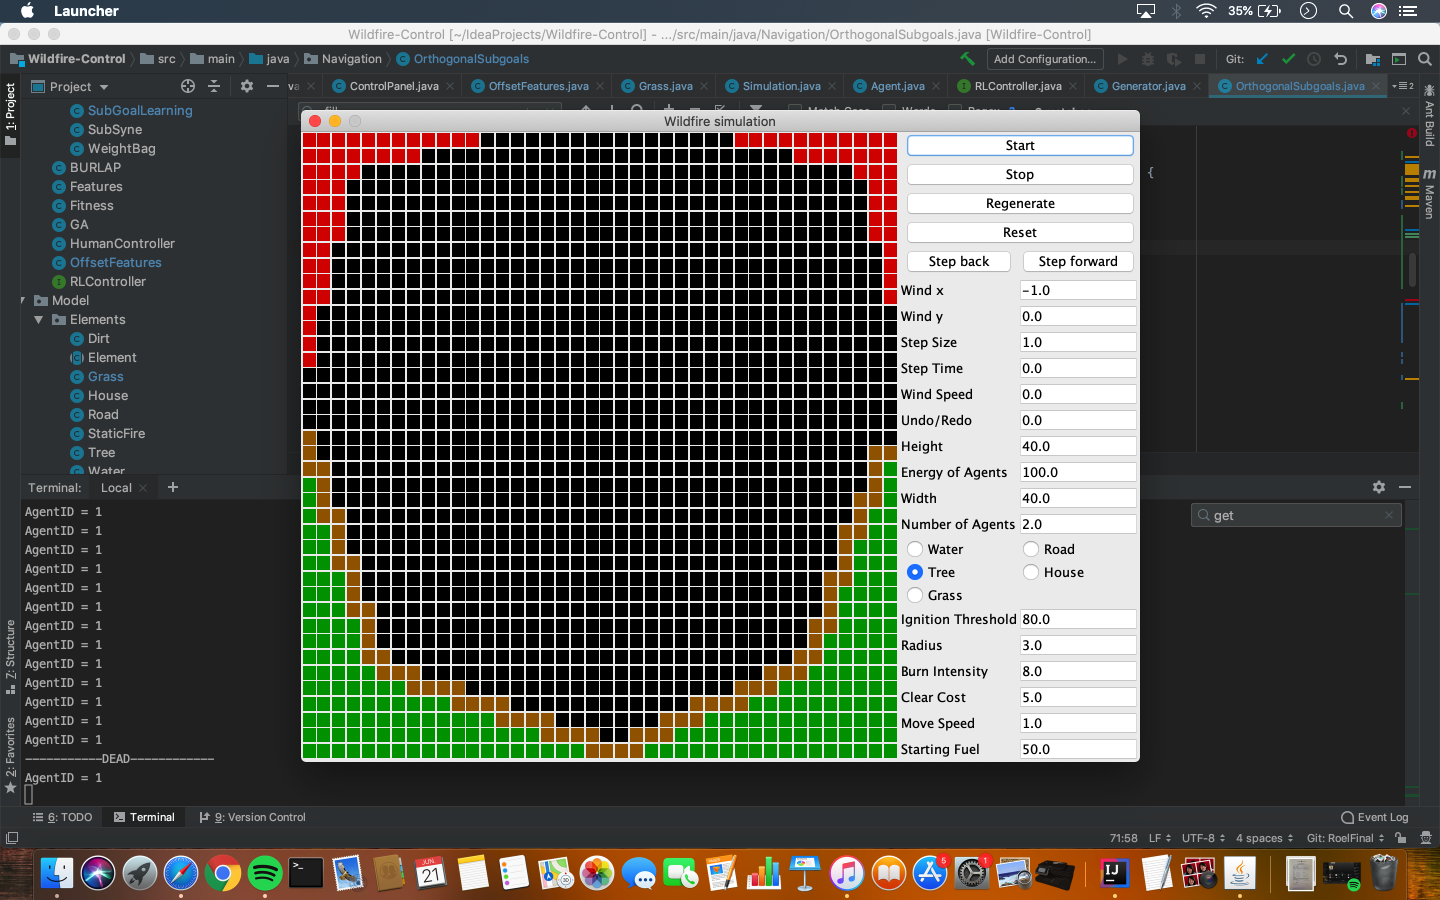 Launcher
35%
Wildfire-Control [~/IdeaProjects/Wildfire-Control] - .../src/main/java/Navigation/OrthogonalSubgoals.java [Wildfire-Control]
Wildfire-Control
src
main
java
Navigation
OrthogonalSubgoals
Add Configuration...
Git:
Project
ControlPanel.java
OffsetFeatures.java
Grass.java
Simulation.java
Agent.java
RLController.java
Generator.java
OrthogonalSubgoals.java
1: Project
SubGoalLearning
SubSyne
WeightBag
BURLAP
Features
Fitness
GA
HumanController
OffsetFeatures
RLController
Model
Elements
Dirt
Element
Grass
House
Road
StaticFire
Tree
Water
Ant Build
Maven
{
Wildfire simulation
Start
Stop
Regenerate
Reset
Step back
Step forward
Wind x
-1.0
Wind y
0.0
Step Size
1.0
Step Time
0.0
Wind Speed
0.0
Undo/Redo
0.0
Height
40.0
Energy of Agents
100.0
Width
40.0
Number of Agents
2.0
Water
Road
Tree
House
Grass
Ignition Threshold
80.0
Radius
3.0
Burn Intensity
8.0
Clear Cost
5.0
Move Speed
1.0
Starting Fuel
50.0
Terminal:
Local
get
AgentID = 1
AgentID = 1
AgentID = 1
AgentID = 1
AgentID = 1
AgentID = 1
AgentID = 1
AgentID = 1
AgentID = 1
AgentID = 1
AgentID = 1
AgentID = 1
AgentID = 1
-----------DEAD------------
AgentID = 1
Z: Structure
2: Favorites
6: TODO
Terminal
9: Version Control
Event Log
71:58
LF
UTF-8
4 spaces
Git: RoelFinal
JUN
21
5
1